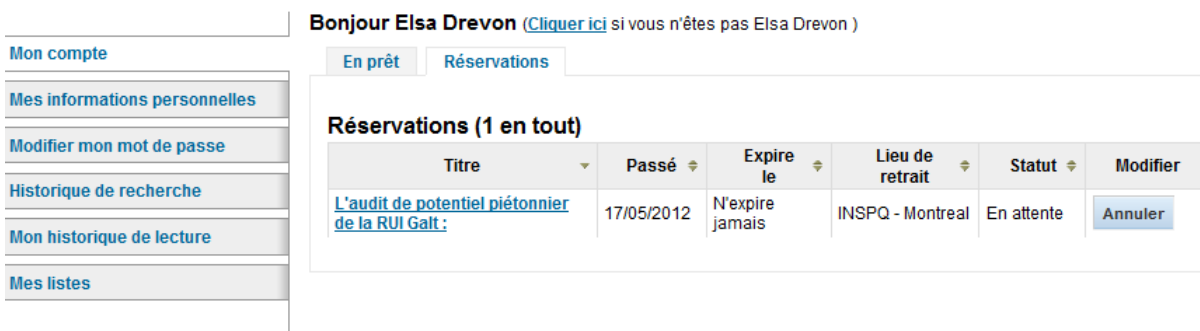 Bonjour Elsa Drevon (Cliquer ici si vous n'êtes pas Elsa Drevon )
Mon compte
Mes informations personnelles
Modifier mon mot de passe
Historique de recherche
Mon historique de lecture
Mes listes
En prêt Réservations
Réservations (1 en tout)
Titre Passé Expire le Lieu de retrait Statut Modifier
L'audit de potentiel piétonnier
de la RUI Galt : 17/05/2012 N'expire jamais INSPQ - Montreal En attente Annuler